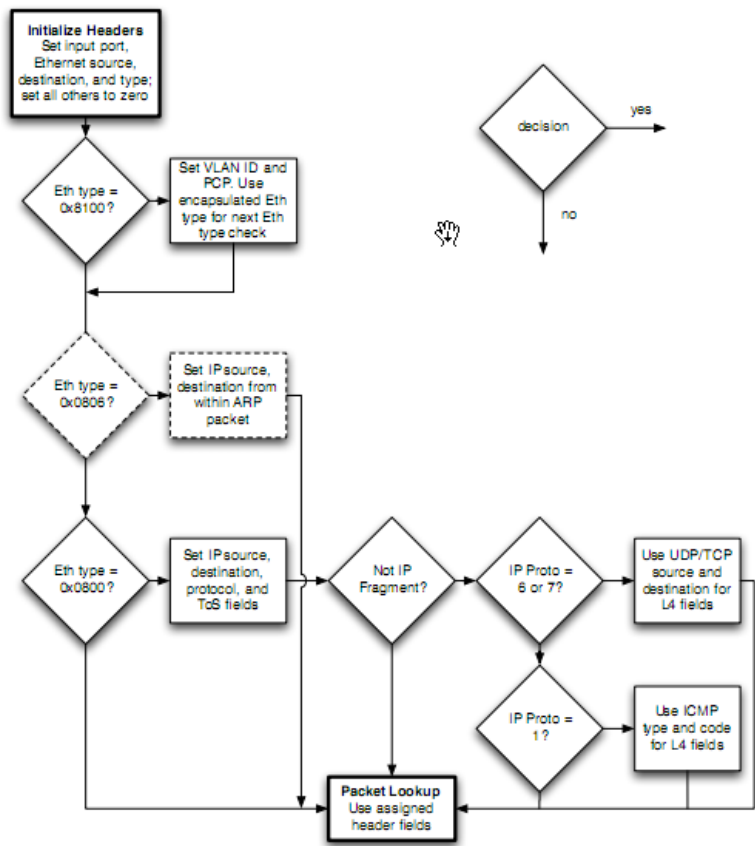 Initialize Headers
Set input port,
Ethernet source,
destination, and type;
set all others to zero
decision
yes
no
Eth type =
0x8100?
Set VLAN ID and
PCP. Use
encapsulated Eth
type for next Eth
type check
Eth type =
0x0806?
Set IP source,
destination from
within ARP
packet
Eth type =
0x0800?
Set IP source,
destination,
protocol, and
ToS fields
Not IP
Fragment?
IP Proto =
6 or 7?
Use UDP/TCP
source and
destination for
L4 fields
IP Proto =
1?
Use ICMP
type and code
for L4 fields
Packet Lookup
Use assigned
header fields